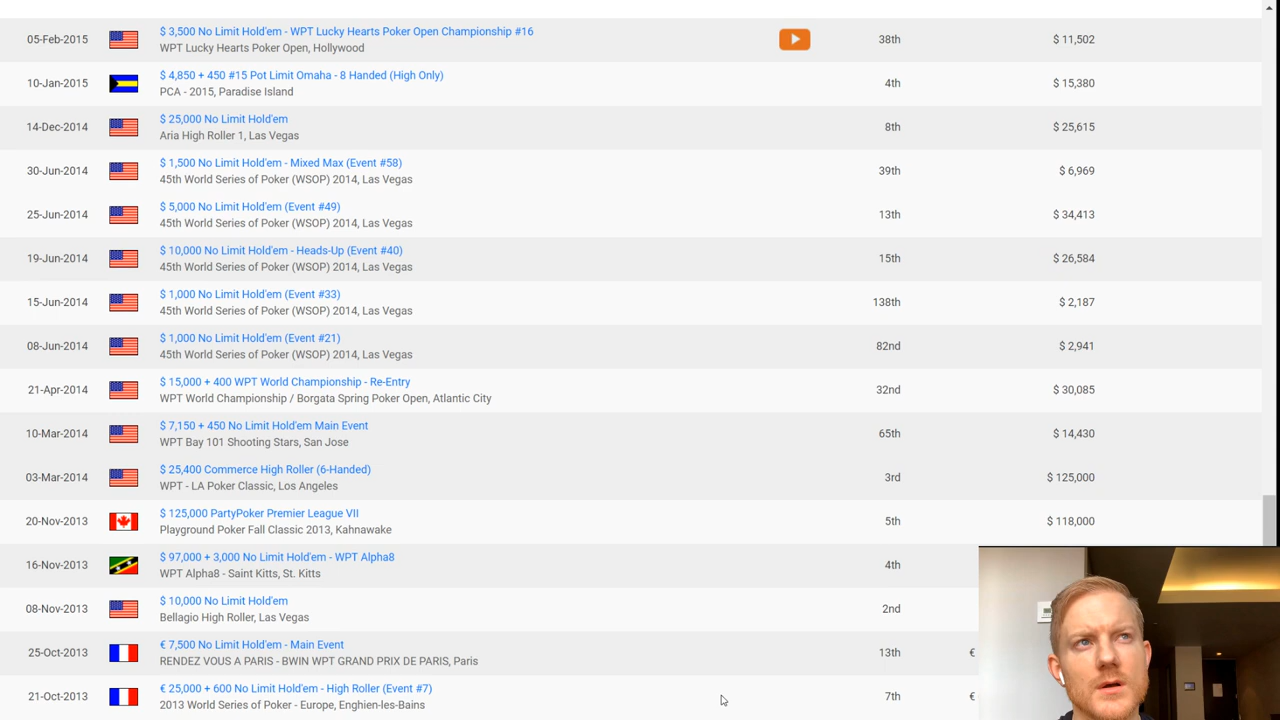 05-Feb-2015 $ 3,500 No Limit Hold'em - WPT Lucky Hearts Poker Open Championship #16 38th $ 11,502
WPT Lucky Hearts Poker Open, Hollywood
10-Jan-2015 $ 4,850 + 450 #15 Pot Limit Omaha - 8 Handed (High Only) 4th $ 15,380
PCA - 2015, Paradise Island
14-Dec-2014 $ 25,000 No Limit Hold'em 8th $ 25,615
Aria High Roller 1, Las Vegas
30-Jun-2014 $ 1,500 No Limit Hold'em - Mixed Max (Event #58) 39th $ 6,969
45th World Series of Poker (WSOP) 2014, Las Vegas
25-Jun-2014 $ 5,000 No Limit Hold'em (Event #49) 13th $ 34,413
45th World Series of Poker (WSOP) 2014, Las Vegas
19-Jun-2014 $ 10,000 No Limit Hold'em - Heads-Up (Event #40) 15th $ 26,584
45th World Series of Poker (WSOP) 2014, Las Vegas
15-Jun-2014 $ 1,000 No Limit Hold'em (Event #33) 138th $ 2,187
45th World Series of Poker (WSOP) 2014, Las Vegas
08-Jun-2014 $ 1,000 No Limit Hold'em (Event #21) 82nd $ 2,941
45th World Series of Poker (WSOP) 2014, Las Vegas
21-Apr-2014 $ 15,000 + 400 WPT World Championship - Re-Entry 32nd $ 30,085
WPT World Championship / Borgata Spring Poker Open, Atlantic City
10-Mar-2014 $ 7,150 + 450 No Limit Hold'em Main Event 65th $ 14,430
WPT Bay 101 Shooting Stars, San Jose
03-Mar-2014 $ 25,400 Commerce High Roller (6-Handed) 3rd $ 125,000
WPT - LA Poker Classic, Los Angeles
20-Nov-2013 $ 125,000 PartyPoker Premier League VII 5th $ 118,000
Playground Poker Fall Classic 2013, Kahnawake
16-Nov-2013 $ 97,000 + 3,000 No Limit Hold'em - WPT Alpha8 4th
WPT Alpha8 - Saint Kitts, St. Kitts
08-Nov-2013 $ 10,000 No Limit Hold'em 2nd
Bellagio High Roller, Las Vegas
25-Oct-2013 € 7,500 No Limit Hold'em - Main Event 13th €
RENDEZ VOUS A PARIS - BWIN WPT GRAND PRIX DE PARIS, Paris
21-Oct-2013 € 25,000 + 600 No Limit Hold'em - High Roller (Event #7) 7th €
2013 World Series of Poker - Europe, Enghien-les-Bains